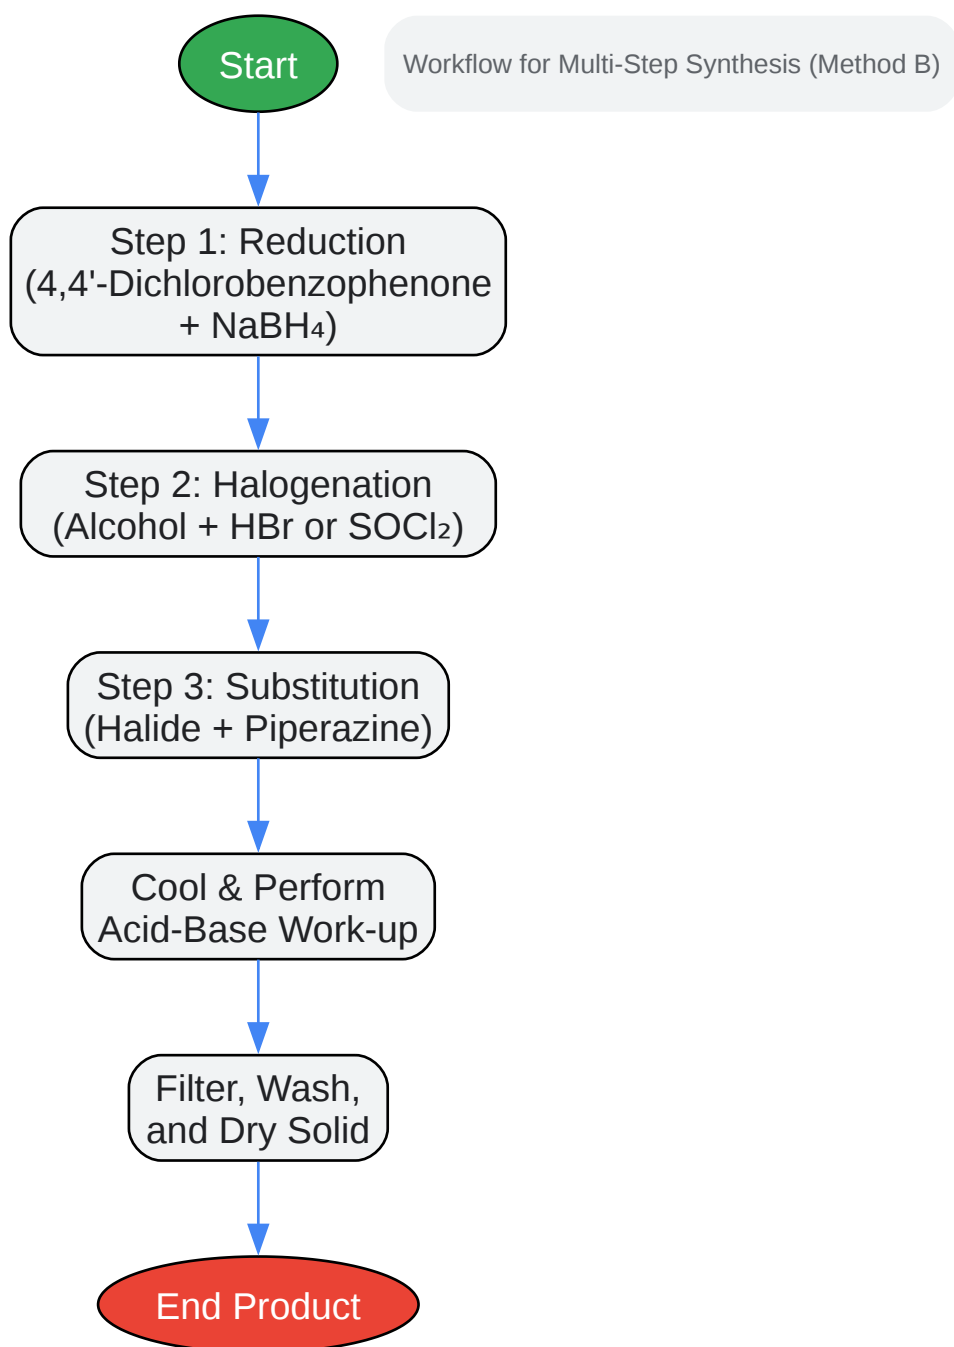 Start
Workflow for Multi-Step Synthesis (Method B)
Step 1: Reduction
(4,4'-Dichlorobenzophenone
+ NaBH₄)
Step 2: Halogenation
(Alcohol + HBr or SOCl₂)
Step 3: Substitution
(Halide + Piperazine)
Cool & Perform
Acid-Base Work-up
Filter, Wash,
and Dry Solid
End Product